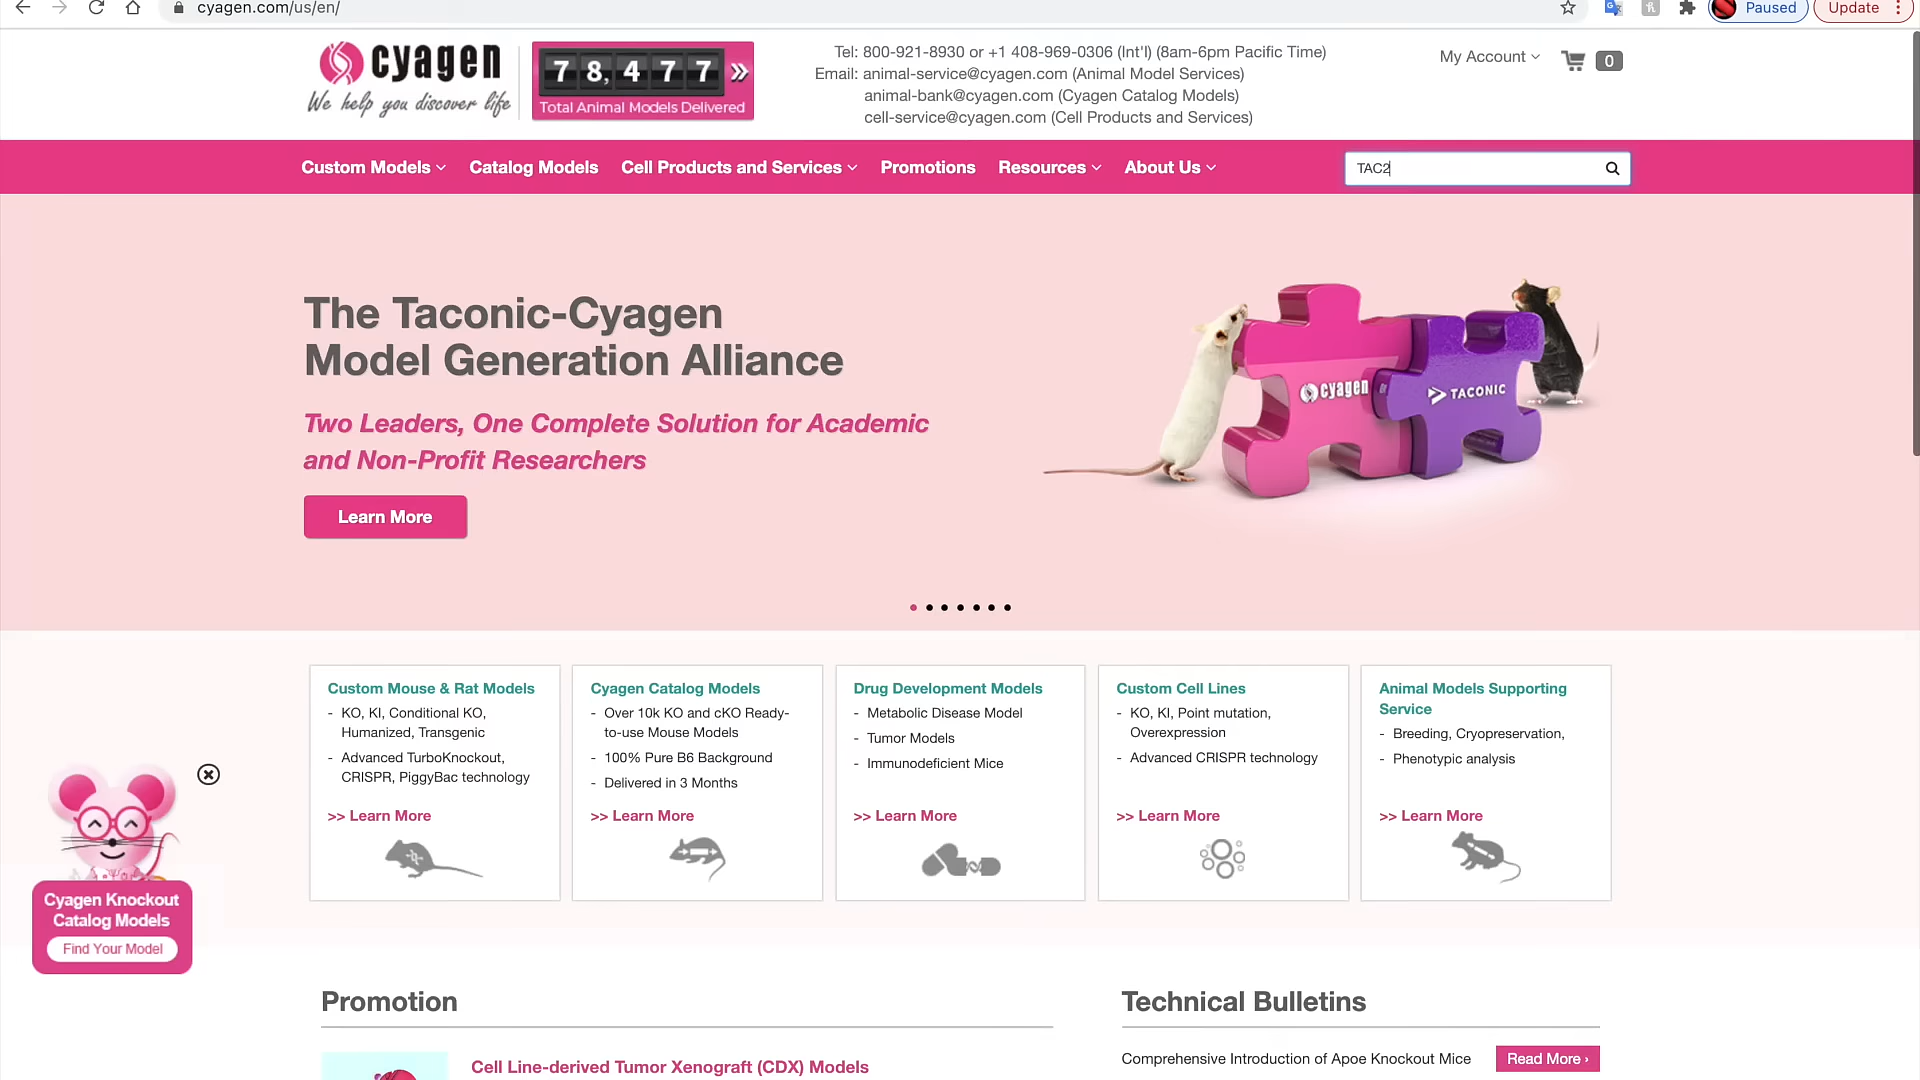 cyagen.com/us/en/
Paused
Update
cyagen
We help you discover life
78,477
Total Animal Models Delivered
Tel: 800-921-8930 or +1 408-969-0306 (Int'l) (8am-6pm Pacific Time)
Email: animal-service@cyagen.com (Animal Model Services)
animal-bank@cyagen.com (Cyagen Catalog Models)
cell-service@cyagen.com (Cell Products and Services)
My Account
0
Custom Models
Catalog Models
Cell Products and Services
Promotions
Resources
About Us
TAC2
The Taconic-Cyagen
Model Generation Alliance
Two Leaders, One Complete Solution for Academic
and Non-Profit Researchers
Learn More
cyagen
TACONIC
Custom Mouse & Rat Models
- KO, KI, Conditional KO,
Humanized, Transgenic
- Advanced TurboKnockout,
CRISPR, PiggyBac technology
>> Learn More
Cyagen Catalog Models
- Over 10k KO and cKO Ready-
to-use Mouse Models
- 100% Pure B6 Background
- Delivered in 3 Months
>> Learn More
Drug Development Models
- Metabolic Disease Model
- Tumor Models
- Immunodeficient Mice
>> Learn More
Custom Cell Lines
- KO, KI, Point mutation,
Overexpression
- Advanced CRISPR technology
>> Learn More
Animal Models Supporting
Service
- Breeding, Cryopreservation,
- Phenotypic analysis
>> Learn More
Cyagen Knockout
Catalog Models
Find Your Model
Promotion
Cell Line-derived Tumor Xenograft (CDX) Models
Technical Bulletins
Comprehensive Introduction of Apoe Knockout Mice
Read More ›